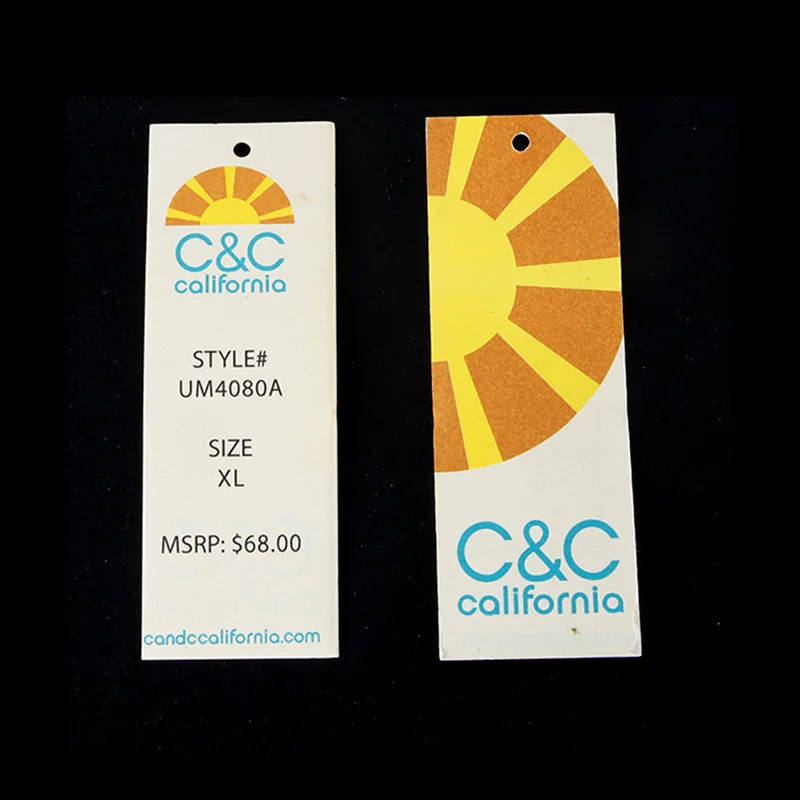 C&C
california
STYLE#
UM4080A
SIZE
XL
MSRP: $68.00
candccalifornia.com
C&C
california